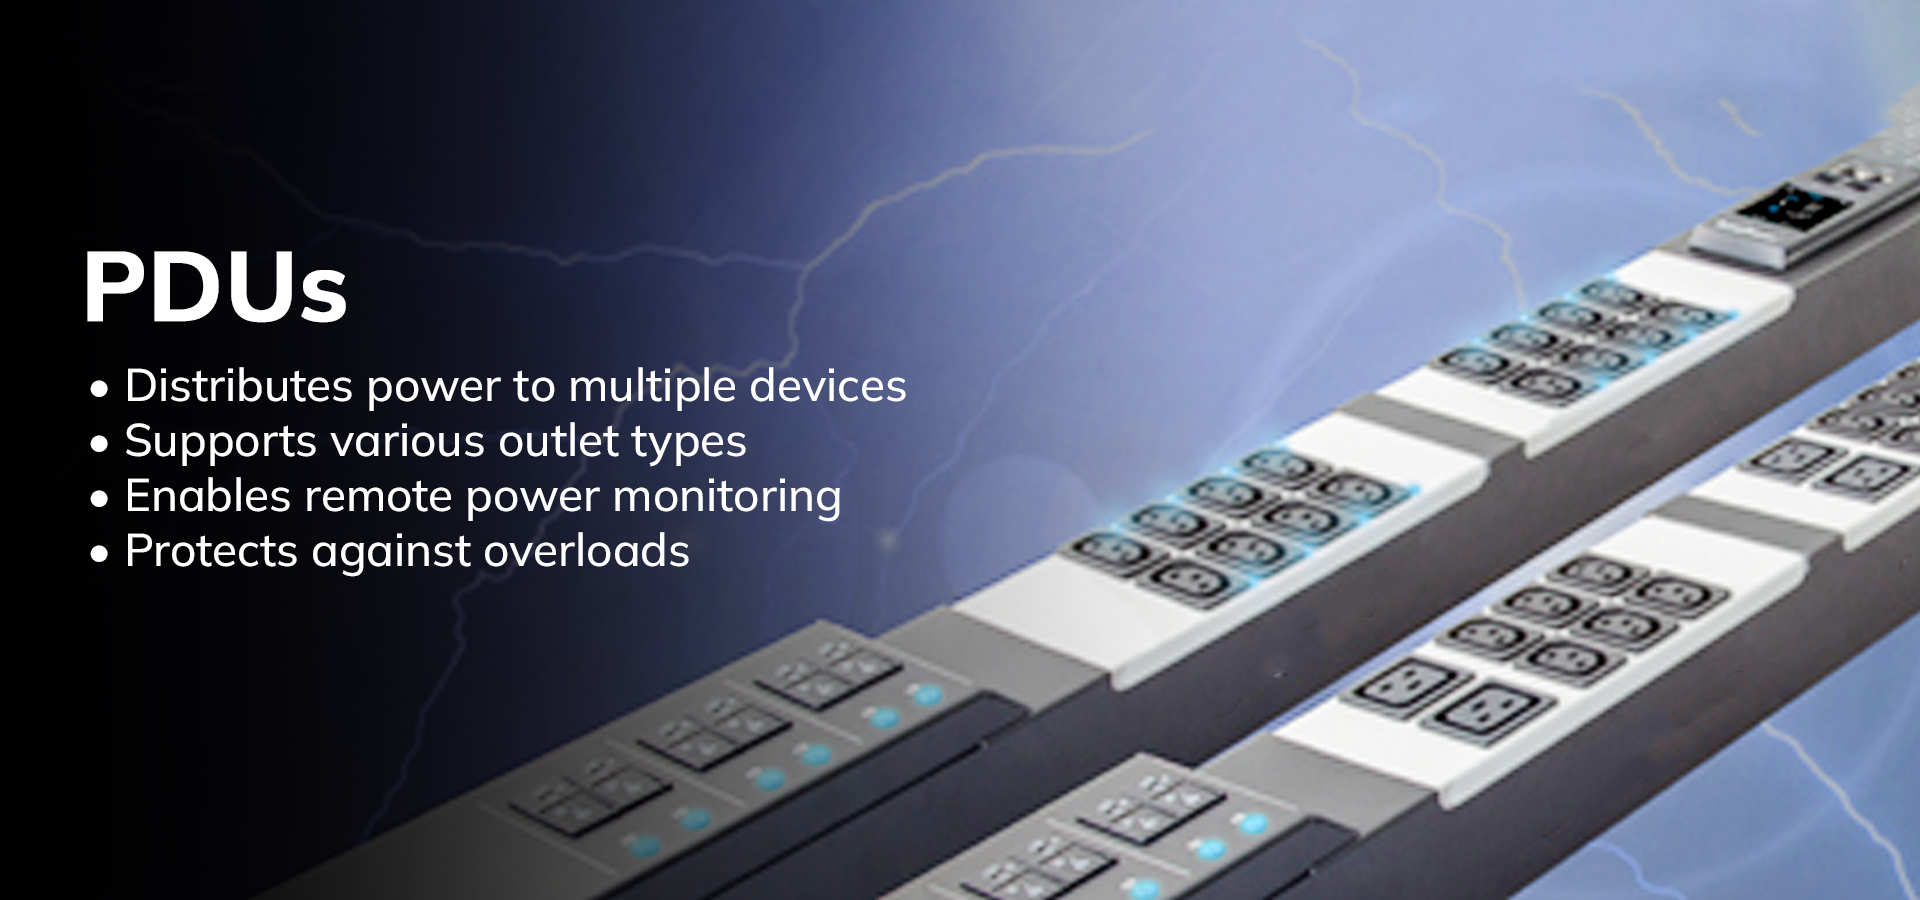 PDUs
• Distributes power to multiple devices
• Supports various outlet types
• Enables remote power monitoring
• Protects against overloads